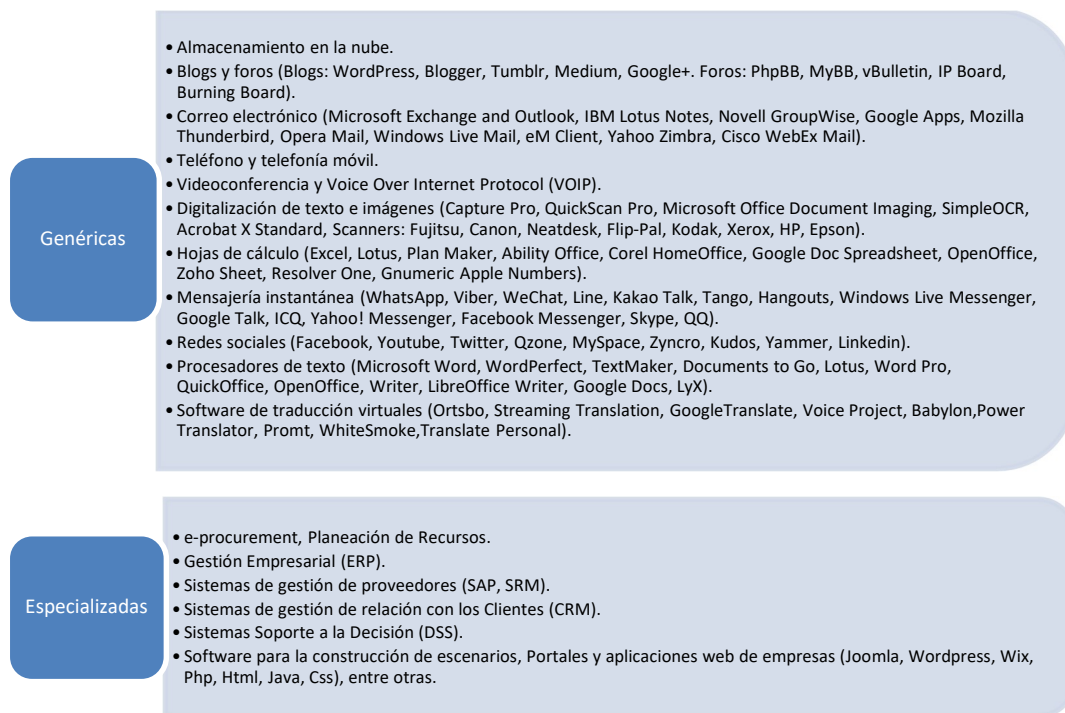 Genéricas
• Almacenamiento en la nube.
• Blogs y foros (Blogs: WordPress, Blogger, Tumblr, Medium, Google+. Foros: PhpBB, MyBB, vBulletin, IP Board,
Burning Board).
• Correo electrónico (Microsoft Exchange and Outlook, IBM Lotus Notes, Novell GroupWise, Google Apps, Mozilla
Thunderbird, Opera Mail, Windows Live Mail, eM Client, Yahoo Zimbra, Cisco WebEx Mail).
• Teléfono y telefonía móvil.
• Videoconferencia y Voice Over Internet Protocol (VOIP).
• Digitalización de texto e imágenes (Capture Pro, QuickScan Pro, Microsoft Office Document Imaging, SimpleOCR,
Acrobat X Standard, Scanners: Fujitsu, Canon, Neatdesk, Flip-Pal, Kodak, Xerox, HP, Epson).
• Hojas de cálculo (Excel, Lotus, Plan Maker, Ability Office, Corel HomeOffice, Google Doc Spreadsheet, OpenOffice,
Zoho Sheet, Resolver One, Gnumeric Apple Numbers).
• Mensajería instantánea (WhatsApp, Viber, WeChat, Line, Kakao Talk, Tango, Hangouts, Windows Live Messenger,
Google Talk, ICQ, Yahoo! Messenger, Facebook Messenger, Skype, QQ).
• Redes sociales (Facebook, Youtube, Twitter, Qzone, MySpace, Zyncro, Kudos, Yammer, Linkedin).
• Procesadores de texto (Microsoft Word, WordPerfect, TextMaker, Documents to Go, Lotus, Word Pro,
QuickOffice, OpenOffice, Writer, LibreOffice Writer, Google Docs, LyX).
• Software de traducción virtuales (Ortsbo, Streaming Translation, GoogleTranslate, Voice Project, Babylon,Power
Translator, Promt, WhiteSmoke,Translate Personal).
Especializadas
• e-procurement, Planeación de Recursos.
• Gestión Empresarial (ERP).
• Sistemas de gestión de proveedores (SAP, SRM).
• Sistemas de gestión de relación con los Clientes (CRM).
• Sistemas Soporte a la Decisión (DSS).
• Software para la construcción de escenarios, Portales y aplicaciones web de empresas (Joomla, Wordpress, Wix,
Php, Html, Java, Css), entre otras.